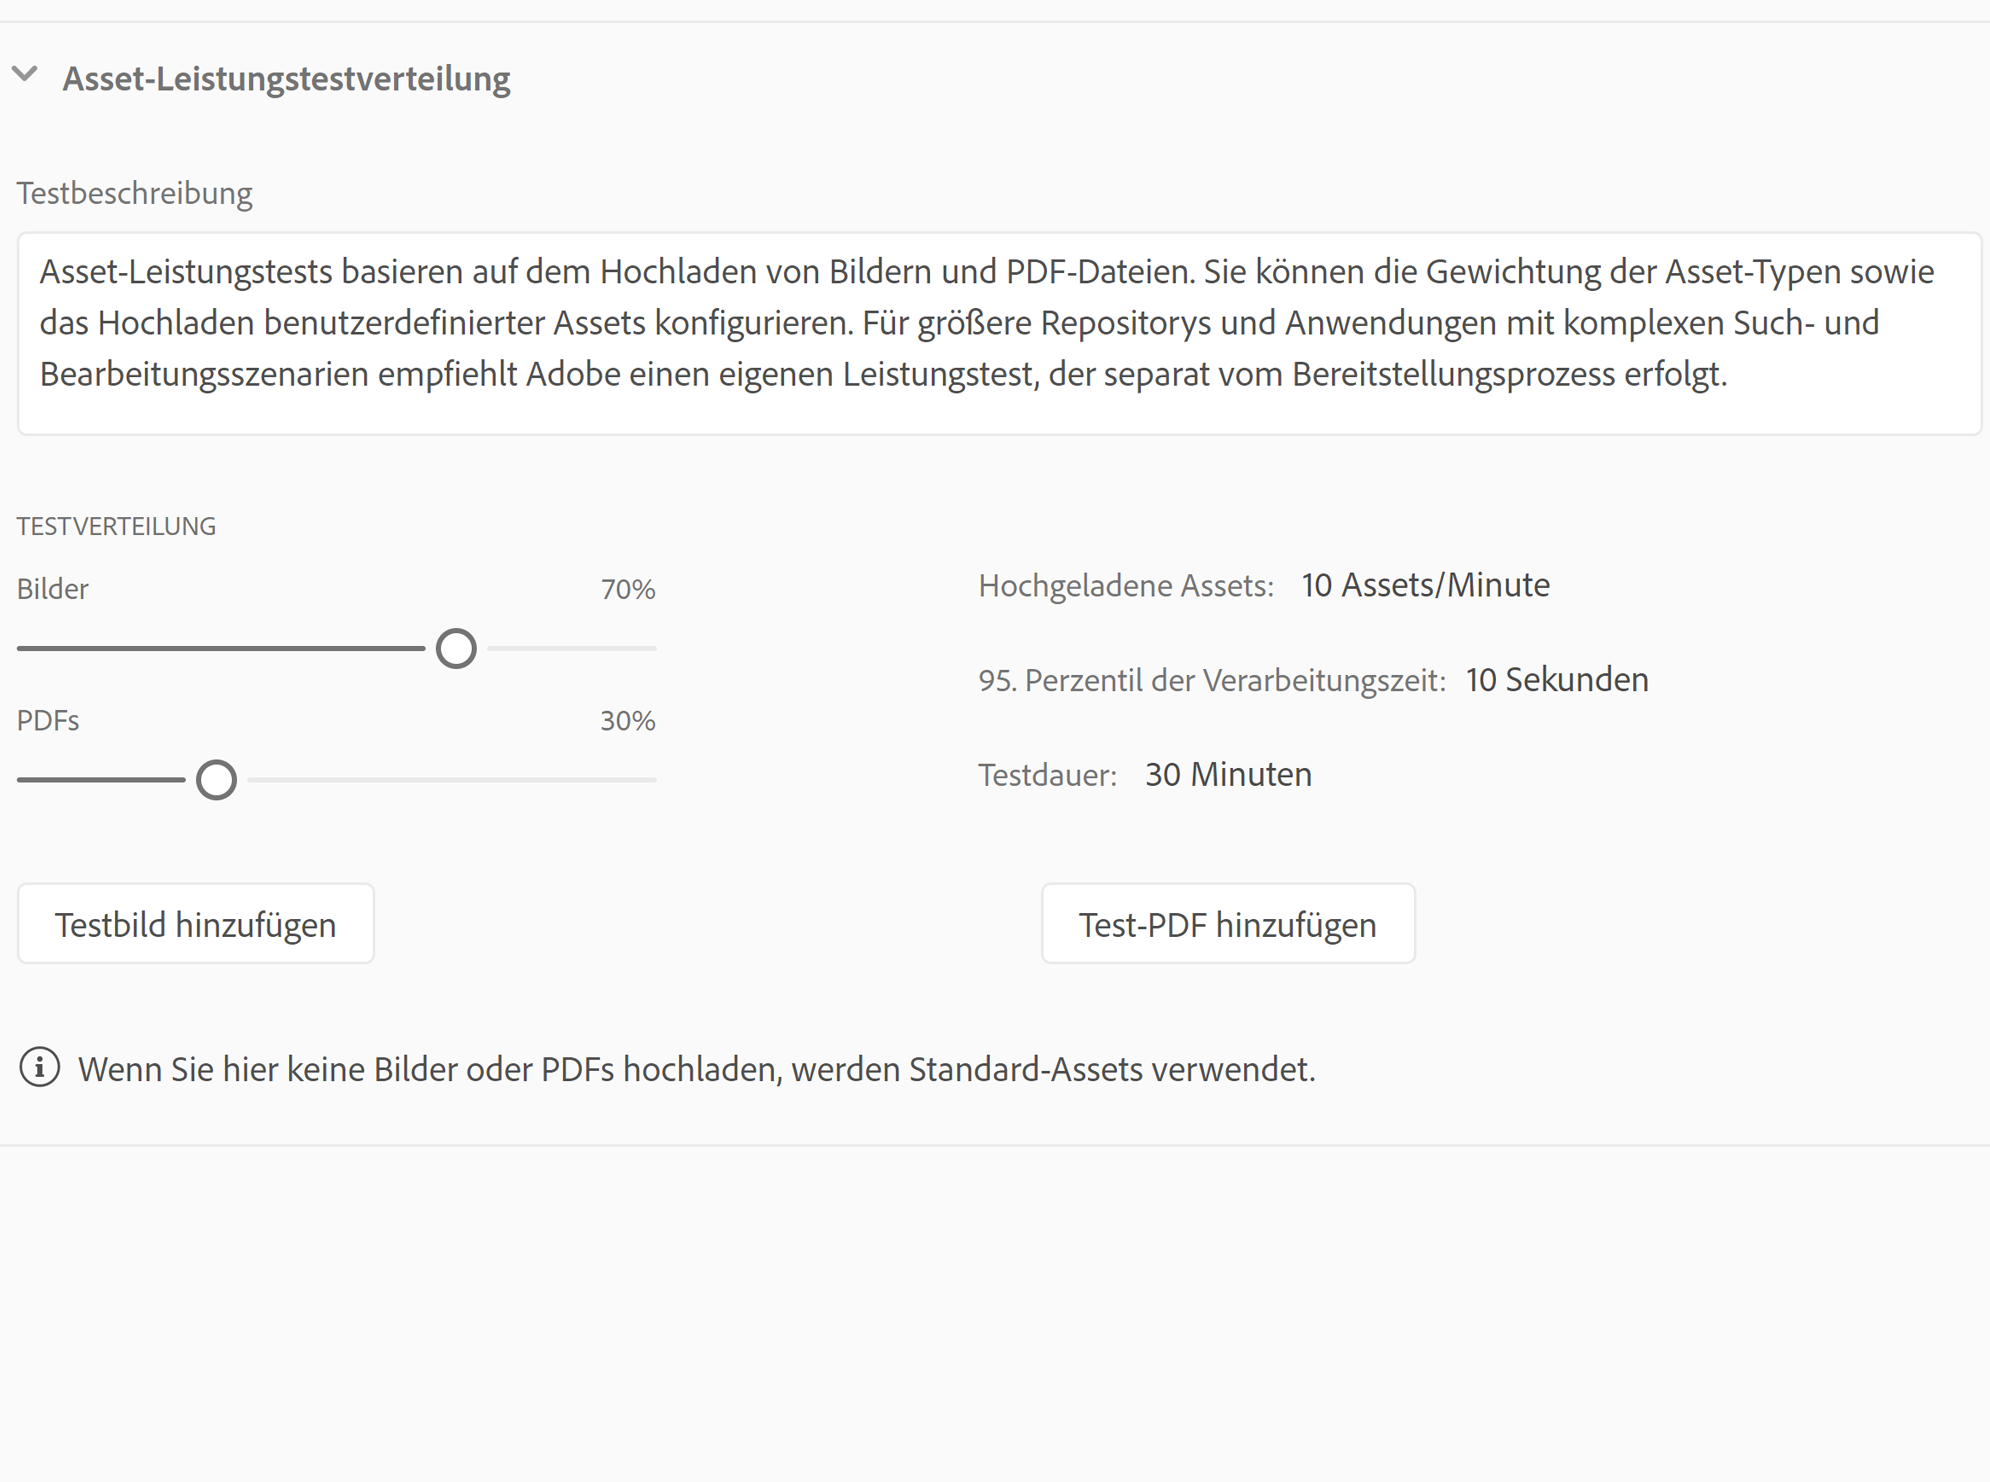 Asset-Leistungstestverteilung
Testbeschreibung
Asset-Leistungstests basieren auf dem Hochladen von Bildern und PDF-Dateien. Sie können die Gewichtung der Asset-Typen sowie
das Hochladen benutzerdefinierter Assets konfigurieren. Für größere Repositorys und Anwendungen mit komplexen Such- und
Bearbeitungsszenarien empfiehlt Adobe einen eigenen Leistungstest, der separat vom Bereitstellungsprozess erfolgt.
TESTVERTEILUNG
Bilder 70%
PDFs 30%
Hochgeladene Assets: 10 Assets/Minute
95. Perzentil der Verarbeitungszeit: 10 Sekunden
Testdauer: 30 Minuten
Testbild hinzufügen
Test-PDF hinzufügen
Wenn Sie hier keine Bilder oder PDFs hochladen, werden Standard-Assets verwendet.